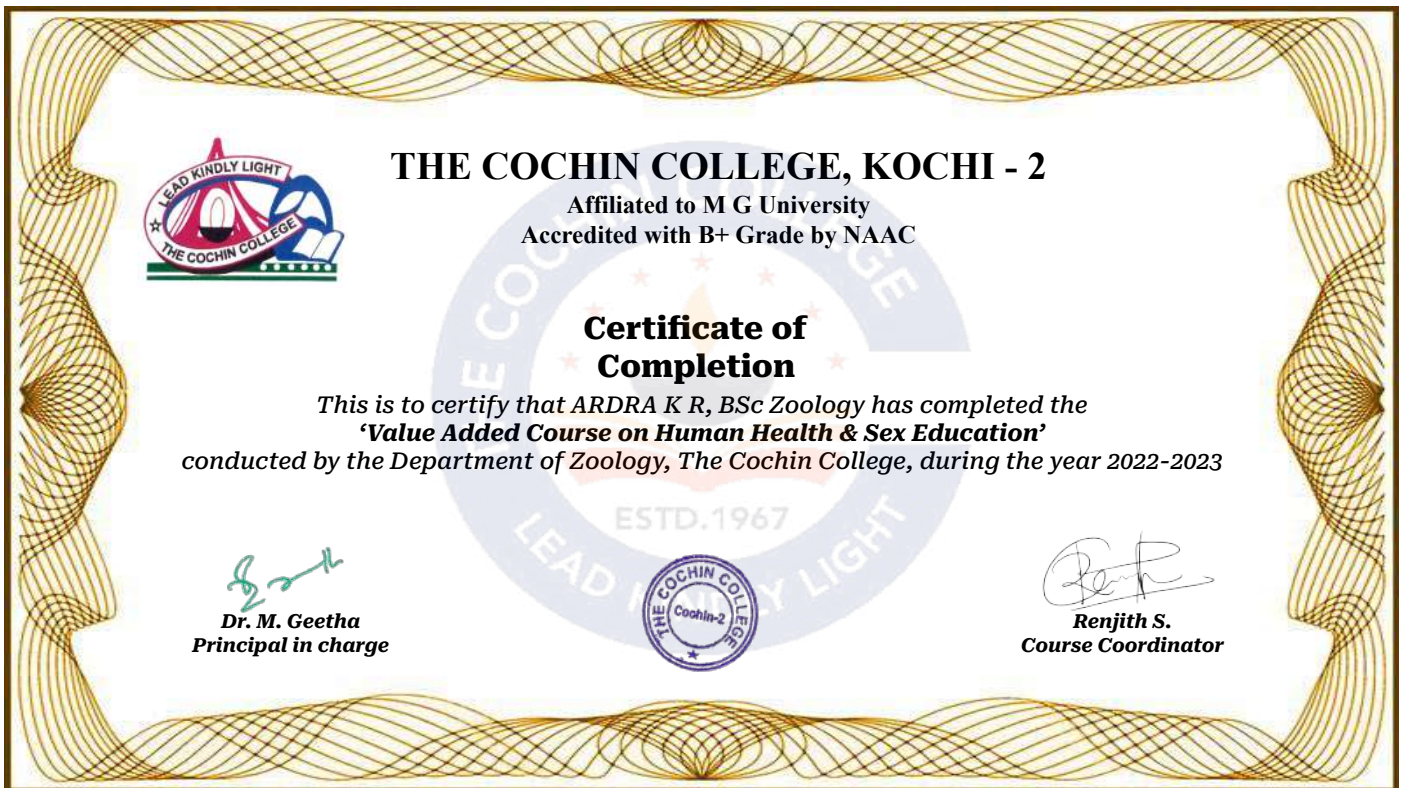 LEAD KINDLY LIGHT
THE COCHIN COLLEGE
THE COCHIN COLLEGE, KOCHI - 2
Affiliated to M G University
Accredited with B+ Grade by NAAC
THE COCHIN COLLEGE
Certificate of
Completion
This is to certify that ARDRA K R, BSc Zoology has completed the
‘Value Added Course on Human Health & Sex Education’
conducted by the Department of Zoology, The Cochin College, during the year 2022-2023
ESTD.1967
LEAD KINDLY LIGHT
THE COCHIN COLLEGE
Cochin-2
Dr. M. Geetha
Principal in charge
Renjith S.
Course Coordinator